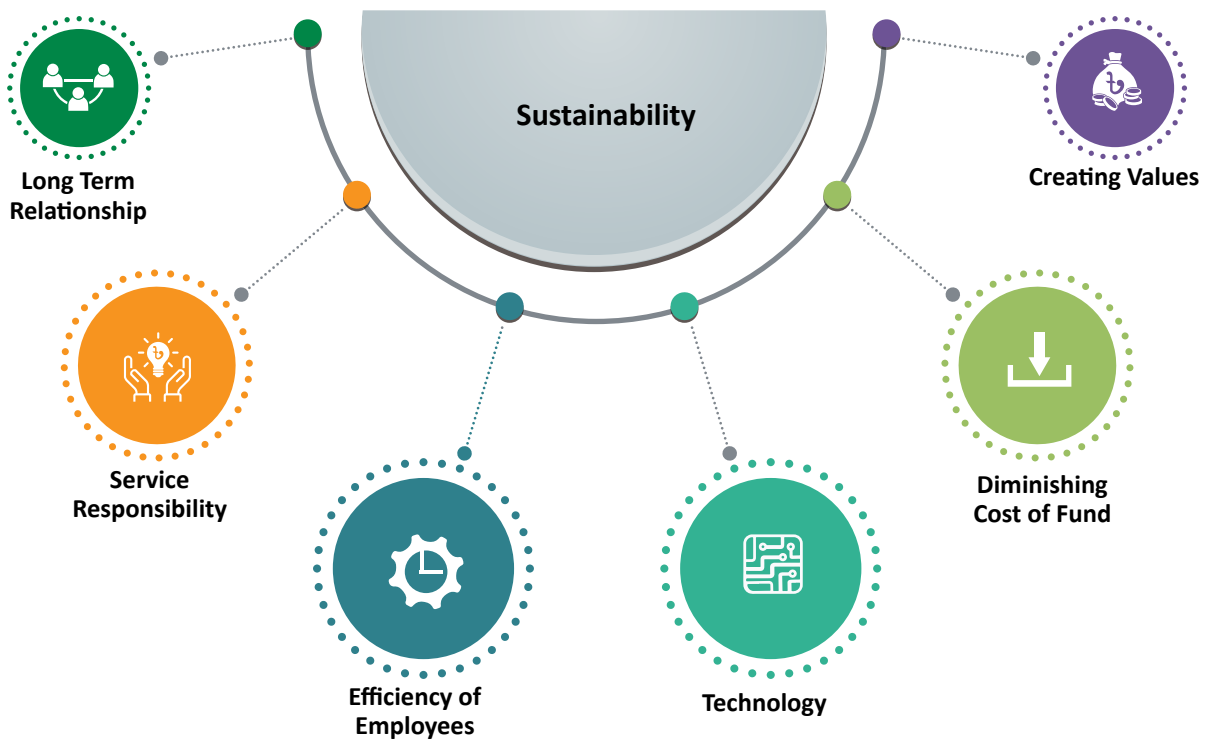 Sustainability
Long Term
Relationship
Creating Values
Service
Responsibility
Diminishing
Cost of Fund
Efficiency of
Employees
Technology
৳
৳